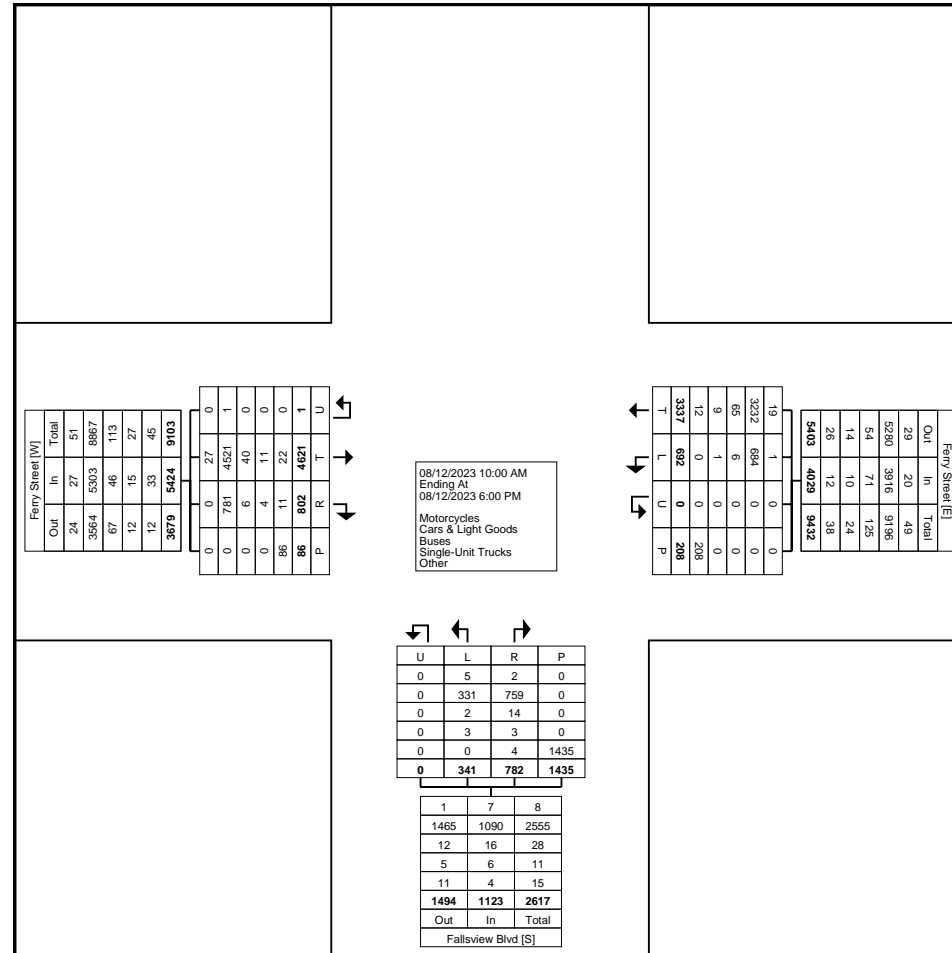 Ferry Street [E]
Out In Total
29 20 49
5280 3916 9196
54 71 125
14 10 24
26 12 38
5403 4029 9432
19 1 0 0
3232 684 0 0
65 6 0 0
9 1 0 0
12 0 0 208
3337 692 0 208
T L U P
08/12/2023 10:00 AM
Ending At
08/12/2023 6:00 PM
Motorcycles
Cars & Light Goods
Buses
Single-Unit Trucks
Other
U T R P
1 4621 802 86
0 22 11 86
0 11 4 0
0 40 6 0
1 4521 781 0
0 27 0 0
9103 5424 3679
45 33 12
27 15 12
113 46 67
8867 5303 3564
51 27 24
Total In Out
Ferry Street [W]
U L R P
0 5 2 0
0 331 759 0
0 2 14 0
0 3 3 0
0 0 4 1435
0 341 782 1435
1 7 8
1465 1090 2555
12 16 28
5 6 11
11 4 15
1494 1123 2617
Out In Total
Fallsview Blvd [S]